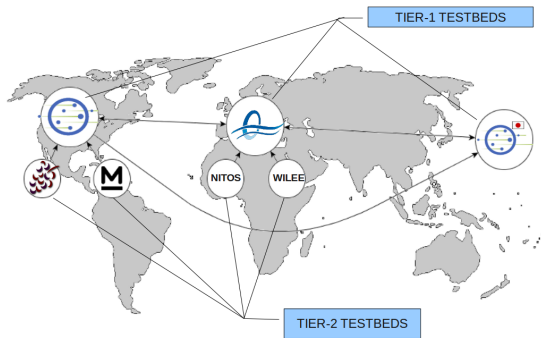 TIER-1 TESTBEDS
M
NITOS
WILEE
TIER-2 TESTBEDS